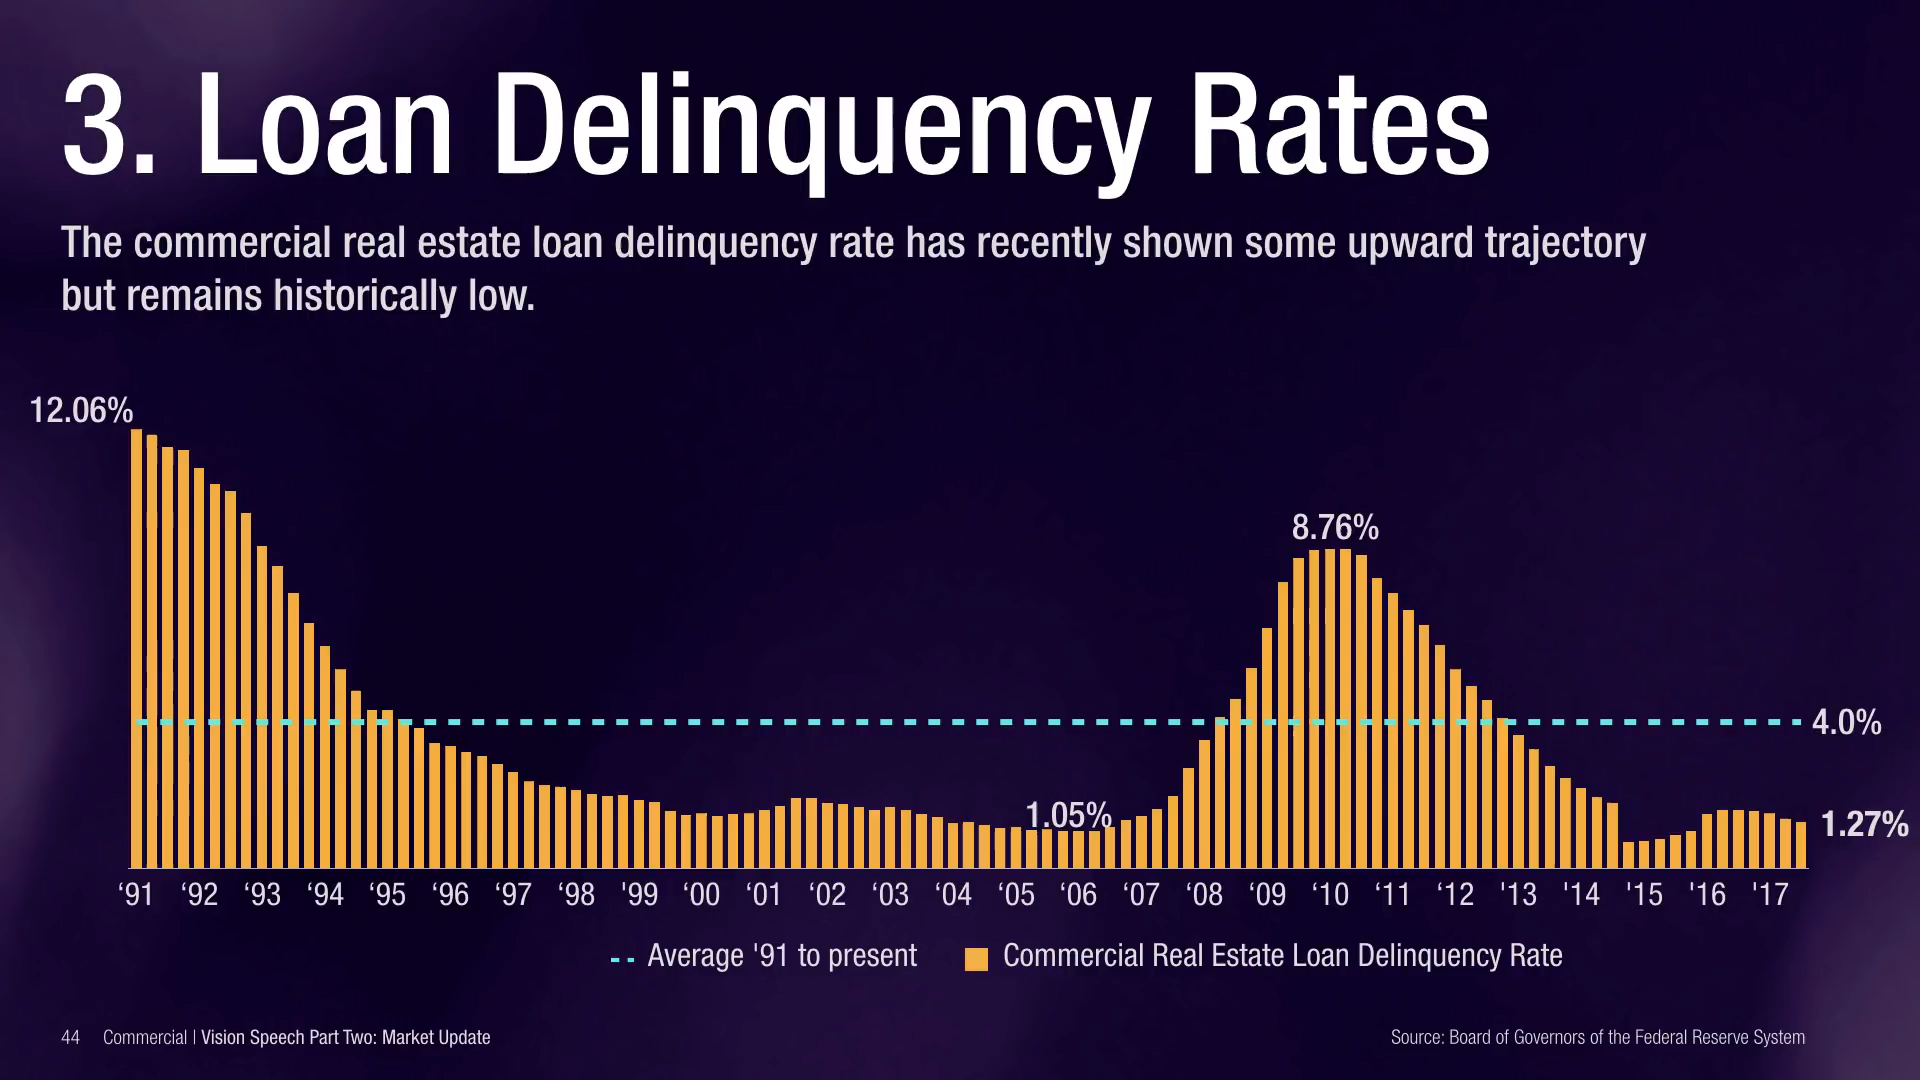 3. Loan Delinquency Rates
The commercial real estate loan delinquency rate has recently shown some upward trajectory
but remains historically low.
12.06%
8.76%
4.0%
1.05%
1.27%
‘91 ‘92 ‘93 ‘94 ‘95 ‘96 ‘97 ‘98 '99 ‘00 ‘01 ‘02 ‘03 ‘04 ‘05 ‘06 ‘07 ‘08 ‘09 ‘10 ‘11 ‘12 '13 '14 '15 '16 '17
Average '91 to present Commercial Real Estate Loan Delinquency Rate
44 Commercial | Vision Speech Part Two: Market Update Source: Board of Governors of the Federal Reserve System